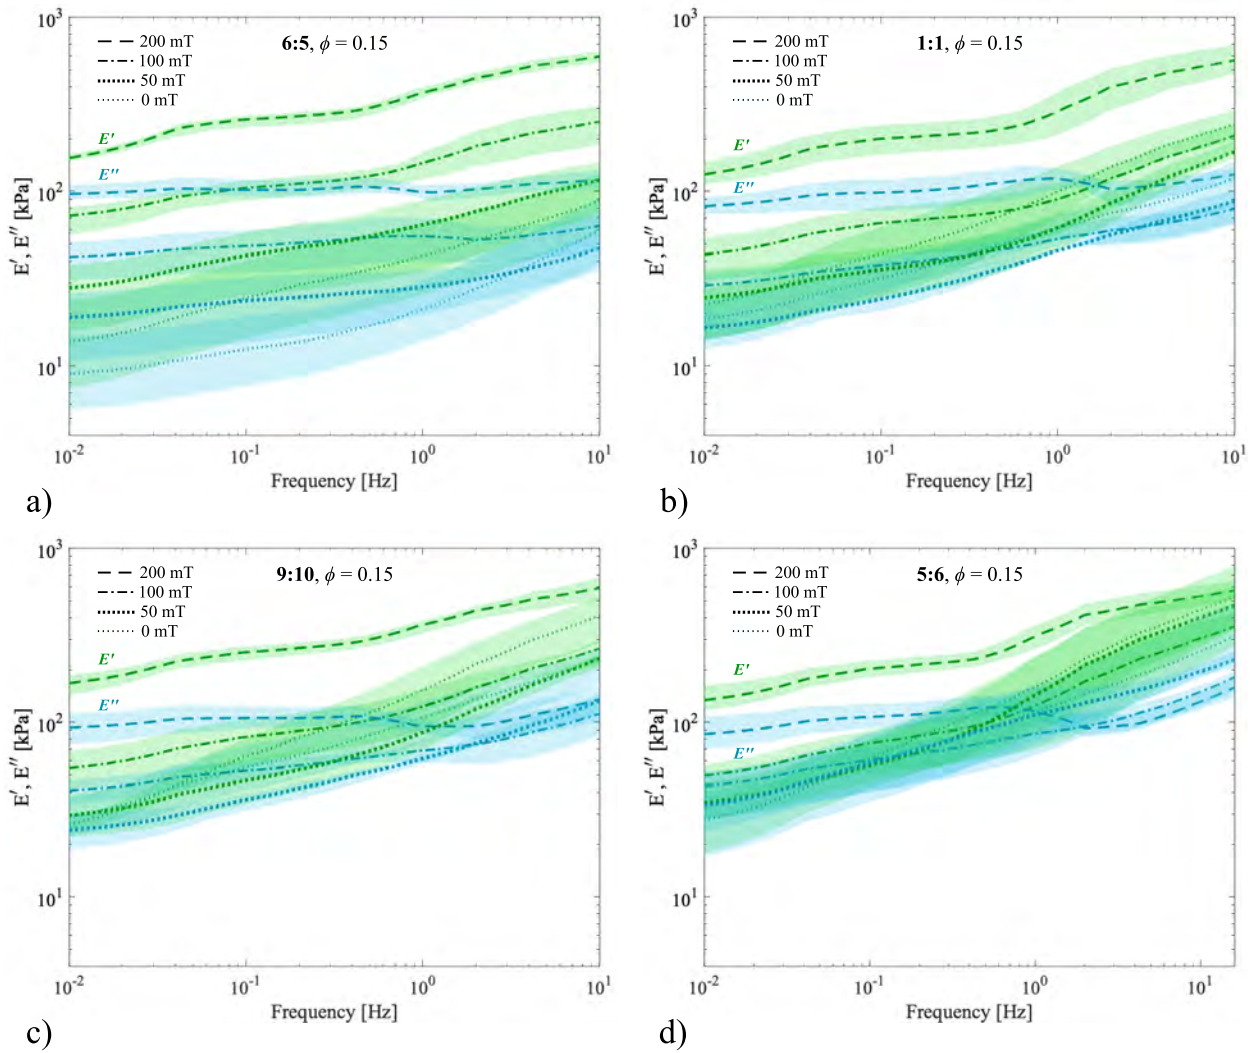 10³
200 mT
100 mT
50 mT
0 mT
6:5, ϕ = 0.15
E′
E″
10²
10¹
E′, E″ [kPa]
10⁻²
10⁻¹
10⁰
10¹
Frequency [Hz]
a)
10³
200 mT
100 mT
50 mT
0 mT
1:1, ϕ = 0.15
E′
E″
10²
10¹
E′, E″ [kPa]
10⁻²
10⁻¹
10⁰
10¹
Frequency [Hz]
b)
10³
200 mT
100 mT
50 mT
0 mT
9:10, ϕ = 0.15
E′
E″
10²
10¹
E′, E″ [kPa]
10⁻²
10⁻¹
10⁰
10¹
Frequency [Hz]
c)
10³
200 mT
100 mT
50 mT
0 mT
5:6, ϕ = 0.15
E′
E″
10²
10¹
E′, E″ [kPa]
10⁻²
10⁻¹
10⁰
10¹
Frequency [Hz]
d)